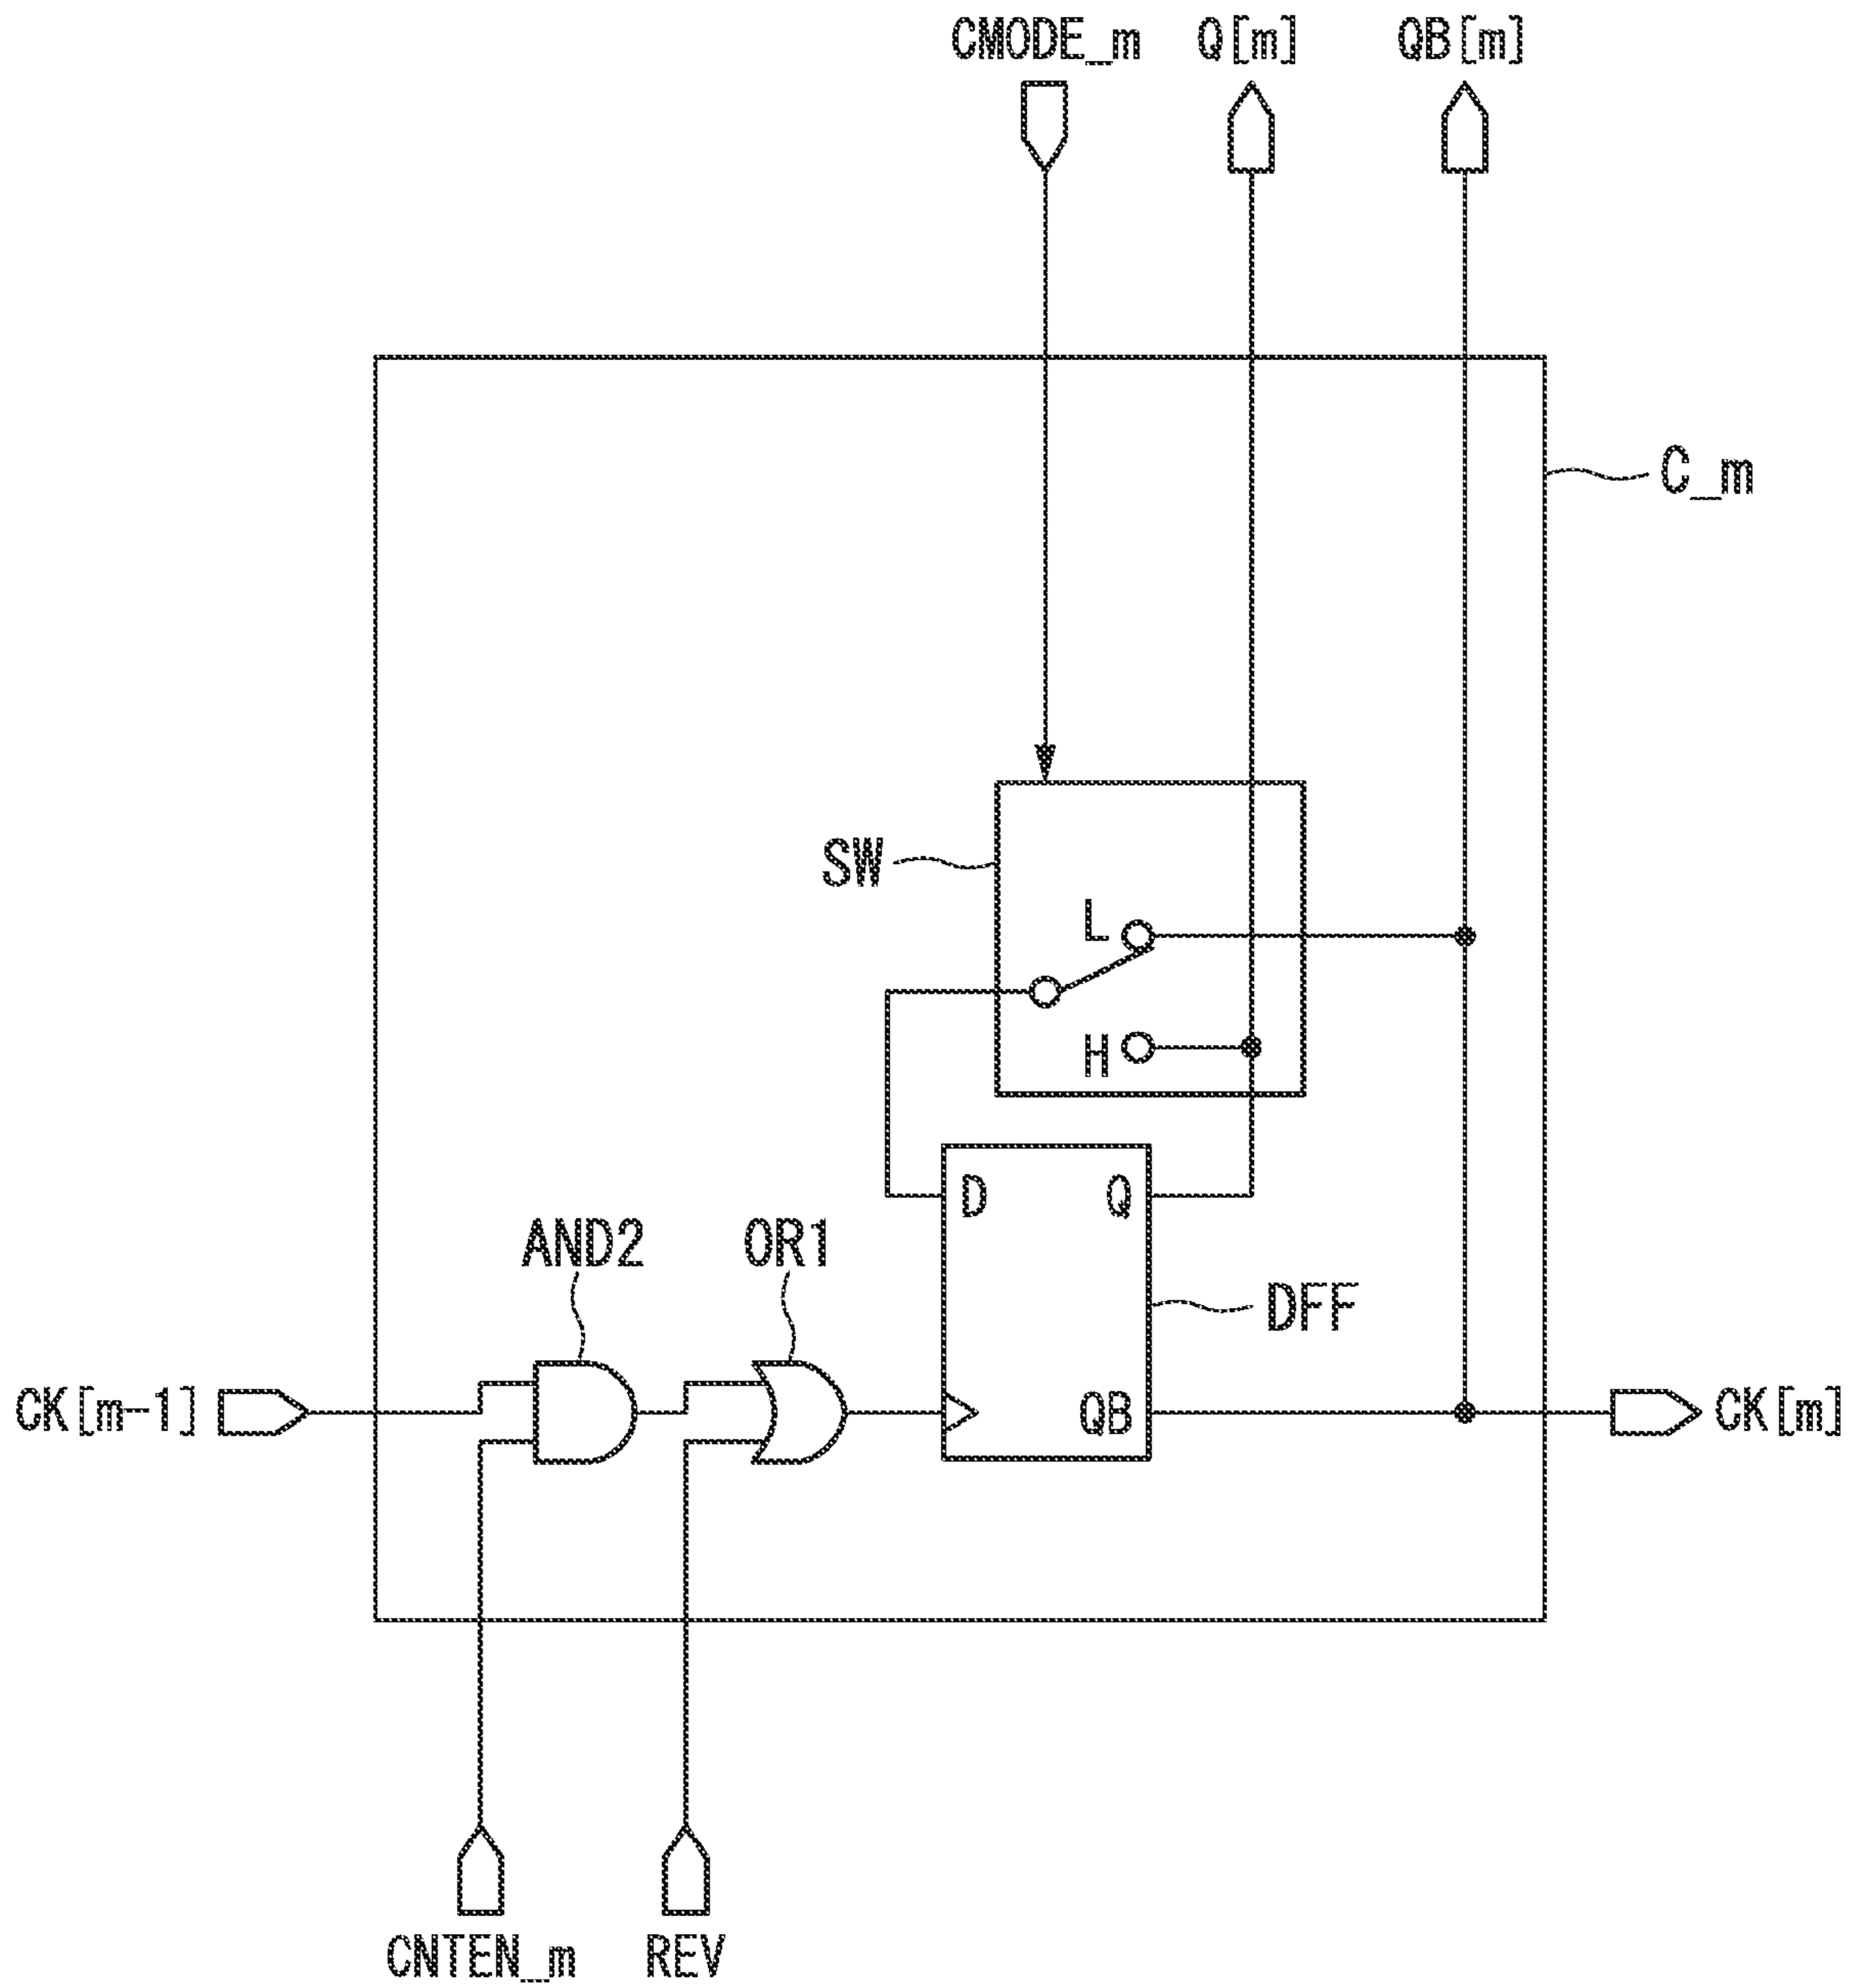 CMODE_m Q[m] QB[m]
C_m
SW
L
H
D Q
AND2 OR1
DFF
CK[m-1] QB CK[m]
CNTEN_m REV